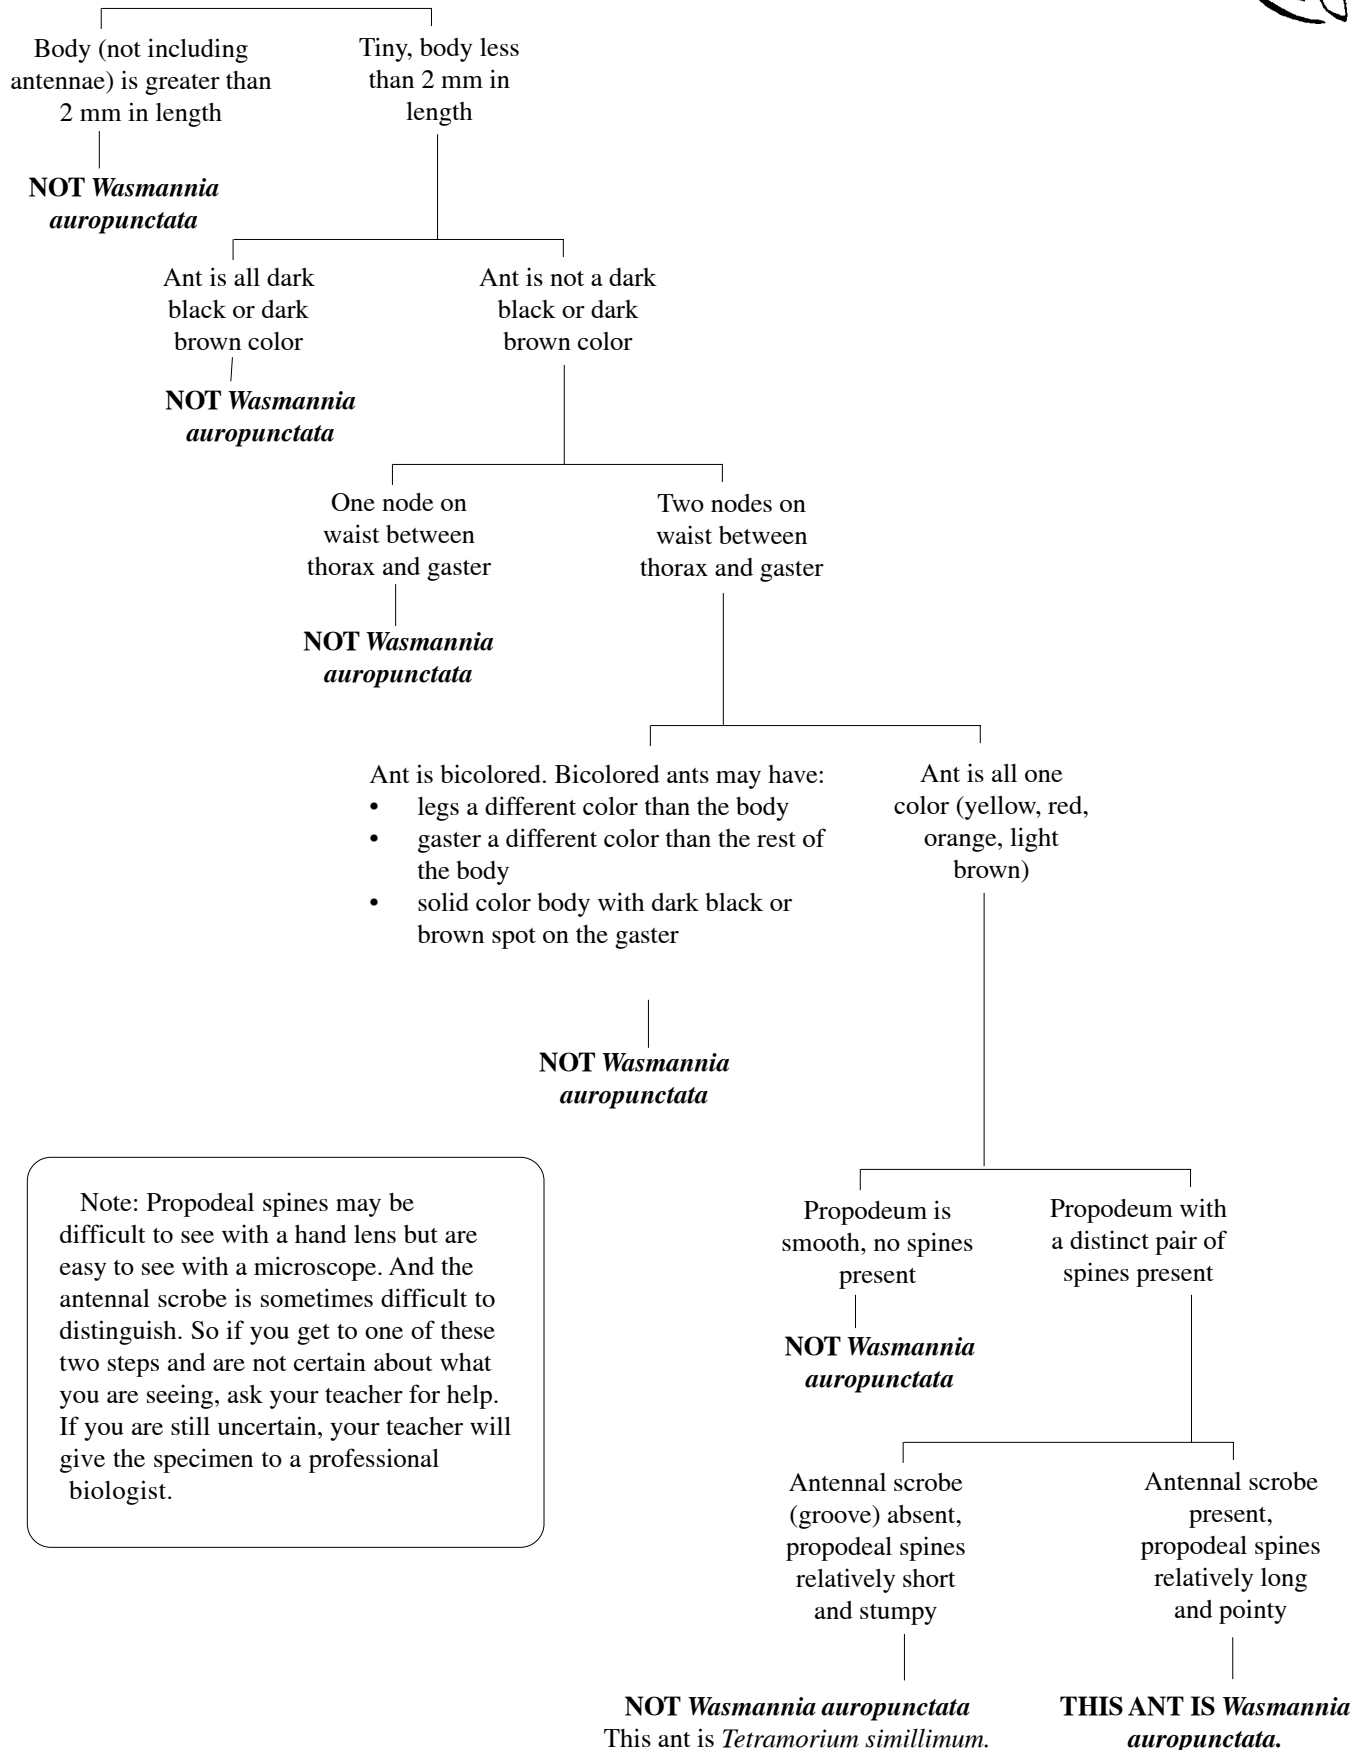 Body (not including
antennae) is greater than
2 mm in length
Tiny, body less
than 2 mm in
length
NOT Wasmannia
auropunctata
Ant is all dark
black or dark
brown color
Ant is not a dark
black or dark
brown color
NOT Wasmannia
auropunctata
One node on
waist between
thorax and gaster
Two nodes on
waist between
thorax and gaster
NOT Wasmannia
auropunctata
Ant is bicolored. Bicolored ants may have:
• legs a different color than the body
• gaster a different color than the rest of
the body
• solid color body with dark black or
brown spot on the gaster
Ant is all one
color (yellow, red,
orange, light
brown)
NOT Wasmannia
auropunctata
Note: Propodeal spines may be
difficult to see with a hand lens but are
easy to see with a microscope. And the
antennal scrobe is sometimes difficult to
distinguish. So if you get to one of these
two steps and are not certain about what
you are seeing, ask your teacher for help.
If you are still uncertain, your teacher will
give the specimen to a professional
biologist.
Propodeum is
smooth, no spines
present
Propodeum with
a distinct pair of
spines present
NOT Wasmannia
auropunctata
Antennal scrobe
(groove) absent,
propodeal spines
relatively short
and stumpy
Antennal scrobe
present,
propodeal spines
relatively long
and pointy
NOT Wasmannia auropunctata
This ant is Tetramorium simillimum.
THIS ANT IS Wasmannia
auropunctata.